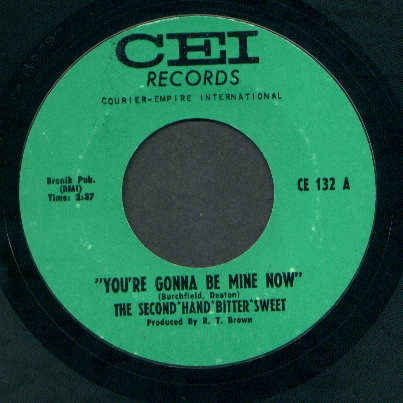 CEI
RECORDS
COURIER-EMPIRE INTERNATIONAL
Bronik Pub.
(BMI)
Time: 2:37
CE 132 A
"YOU'RE GONNA BE MINE NOW"
(Burchfield, Deaton)
THE SECOND*HAND*BITTER*SWEET
Produced By R. T. Brown